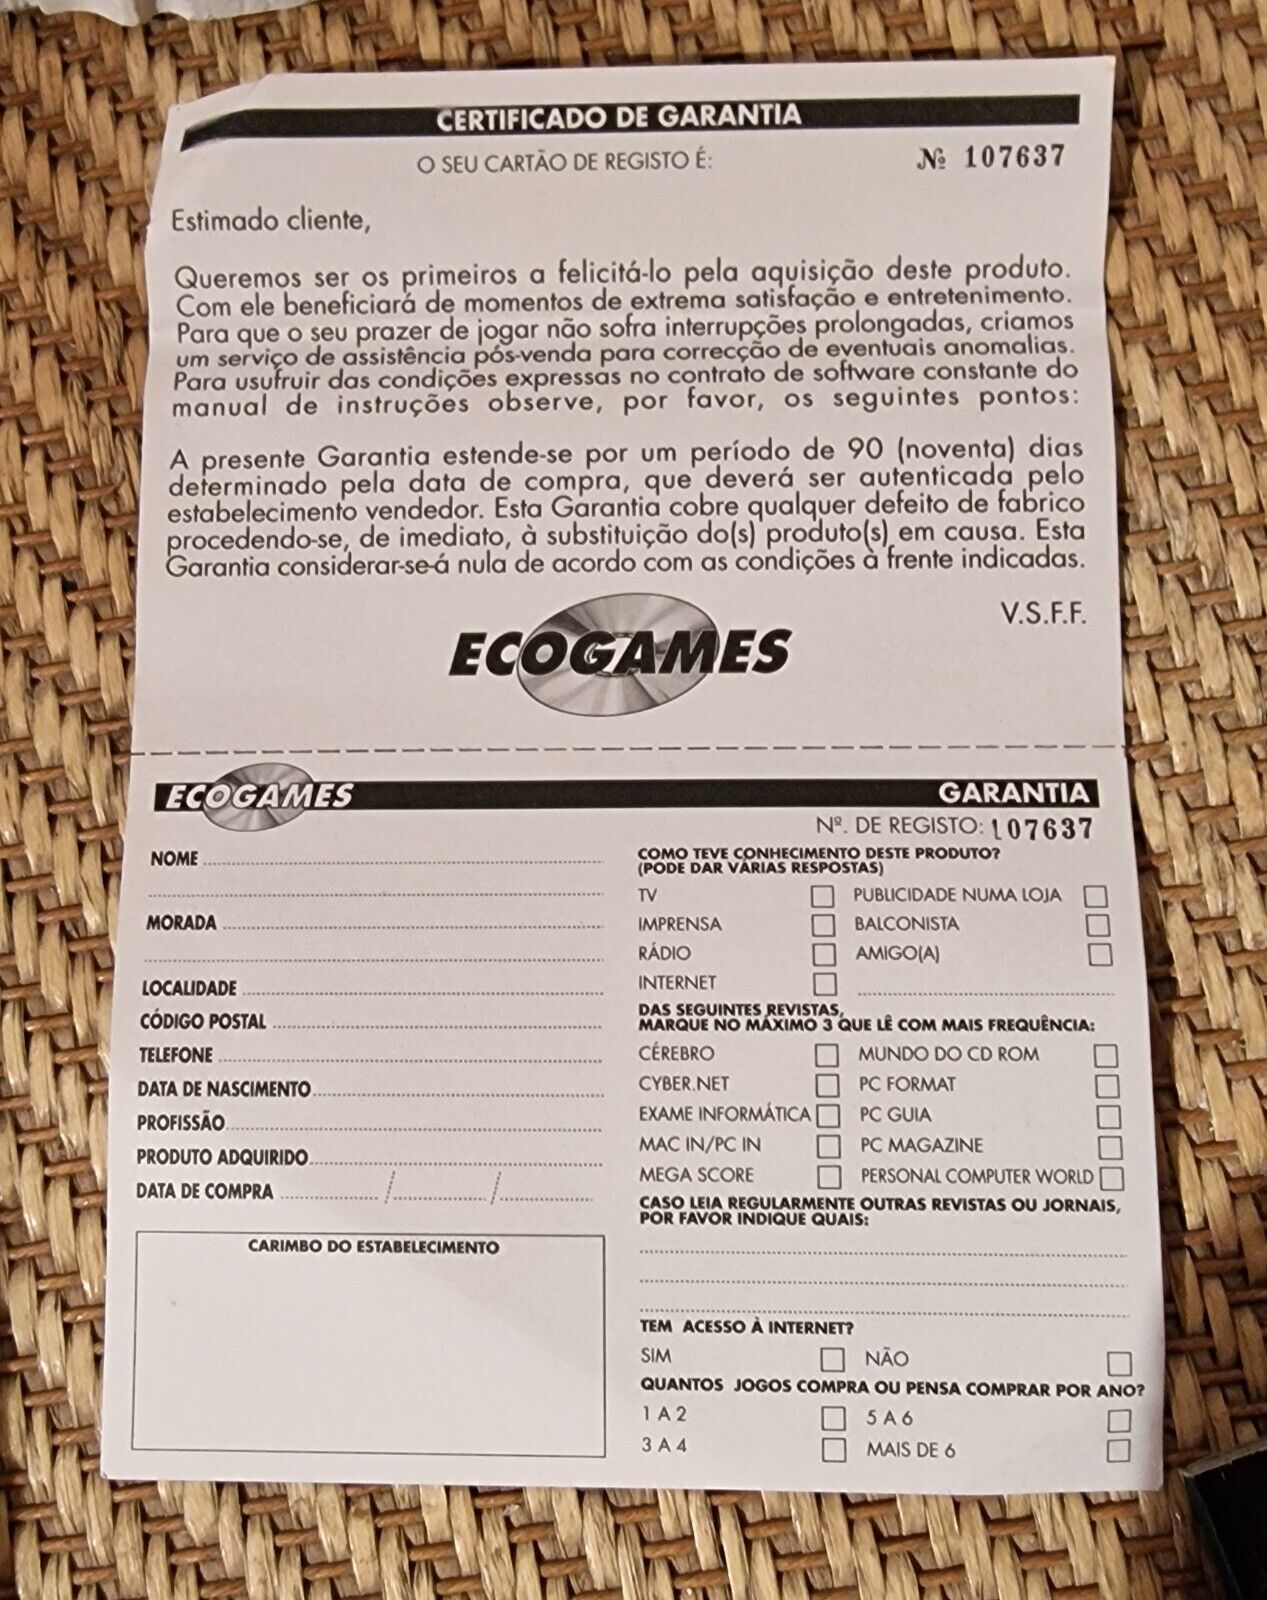 CERTIFICADO DE GARANTIA
O SEU CARTÃO DE REGISTO É:
Nº 107637
Estimado cliente,
Queremos ser os primeiros a felicitá-lo pela aquisição deste produto.
Com ele beneficiará de momentos de extrema satisfação e entretenimento.
Para que o seu prazer de jogar não sofra interrupções prolongadas, criamos
um serviço de assistência pós-venda para correcção de eventuais anomalias.
Para usufruir das condições expressas no contrato de software constante do
manual de instruções observe, por favor, os seguintes pontos:
A presente Garantia estende-se por um período de 90 (noventa) dias
determinado pela data de compra, que deverá ser autenticada pelo
estabelecimento vendedor. Esta Garantia cobre qualquer defeito de fabrico
procedendo-se, de imediato, à substituição do(s) produto(s) em causa. Esta
Garantia considerar-se-á nula de acordo com as condições à frente indicadas.
V.S.F.F.
ECOGAMES
ECOGAMES
GARANTIA
Nº. DE REGISTO: 107637
NOME
MORADA
LOCALIDADE
CÓDIGO POSTAL
TELEFONE
DATA DE NASCIMENTO
PROFISSÃO
PRODUTO ADQUIRIDO
DATA DE COMPRA / /
CARIMBO DO ESTABELECIMENTO
COMO TEVE CONHECIMENTO DESTE PRODUTO?
(PODE DAR VÁRIAS RESPOSTAS)
TV PUBLICIDADE NUMA LOJA
IMPRENSA BALCONISTA
RÁDIO AMIGO(A)
INTERNET
DAS SEGUINTES REVISTAS,
MARQUE NO MÁXIMO 3 QUE LÊ COM MAIS FREQUÊNCIA:
CÉREBRO MUNDO DO CD ROM
CYBER.NET PC FORMAT
EXAME INFORMÁTICA PC GUIA
MAC IN/PC IN PC MAGAZINE
MEGA SCORE PERSONAL COMPUTER WORLD
CASO LEIA REGULARMENTE OUTRAS REVISTAS OU JORNAIS,
POR FAVOR INDIQUE QUAIS:
TEM ACESSO À INTERNET?
SIM NÃO
QUANTOS JOGOS COMPRA OU PENSA COMPRAR POR ANO?
1 A 2 5 A 6
3 A 4 MAIS DE 6